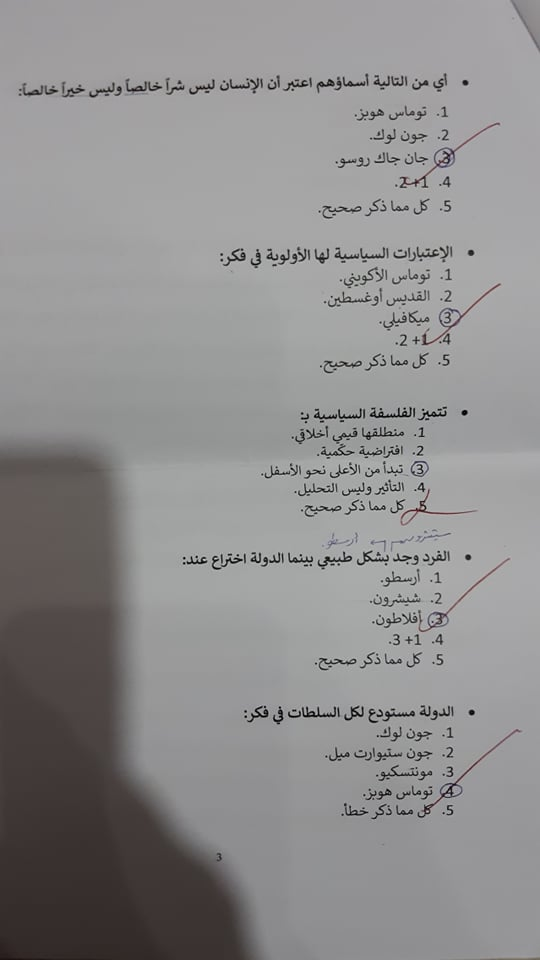 • أي من التالية أسماؤهم اعتبر أن الإنسان ليس شراً خالصاً وليس خيراً خالصاً:
1. توماس هوبز.
2. جون لوك.
3. جان جاك روسو.
4. 1+ 2.
5. كل مما ذكر صحيح.
• الإعتبارات السياسية لها الأولوية في فكر:
1. توماس الأكويني.
2. القديس أوغسطين.
3. ميكافيلي.
4. 1+ 2.
5. كل مما ذكر صحيح.
• تتميز الفلسفة السياسية بـ:
1. منطلقها قيمي أخلاقي.
2. افتراضية حكمية.
3. تبدأ من الأعلى نحو الأسفل.
4. التأثير وليس التحليل.
5. كل مما ذكر صحيح.
أرسطو.
• الفرد وجد بشكل طبيعي بينما الدولة اختراع عند:
1. أرسطو.
2. شيشرون.
3. أفلاطون.
4. 1+ 3.
5. كل مما ذكر صحيح.
• الدولة مستودع لكل السلطات في فكر:
1. جون لوك.
2. جون ستيوارت ميل.
3. مونتسكيو.
4. توماس هوبز.
5. كل مما ذكر خطأ.
3